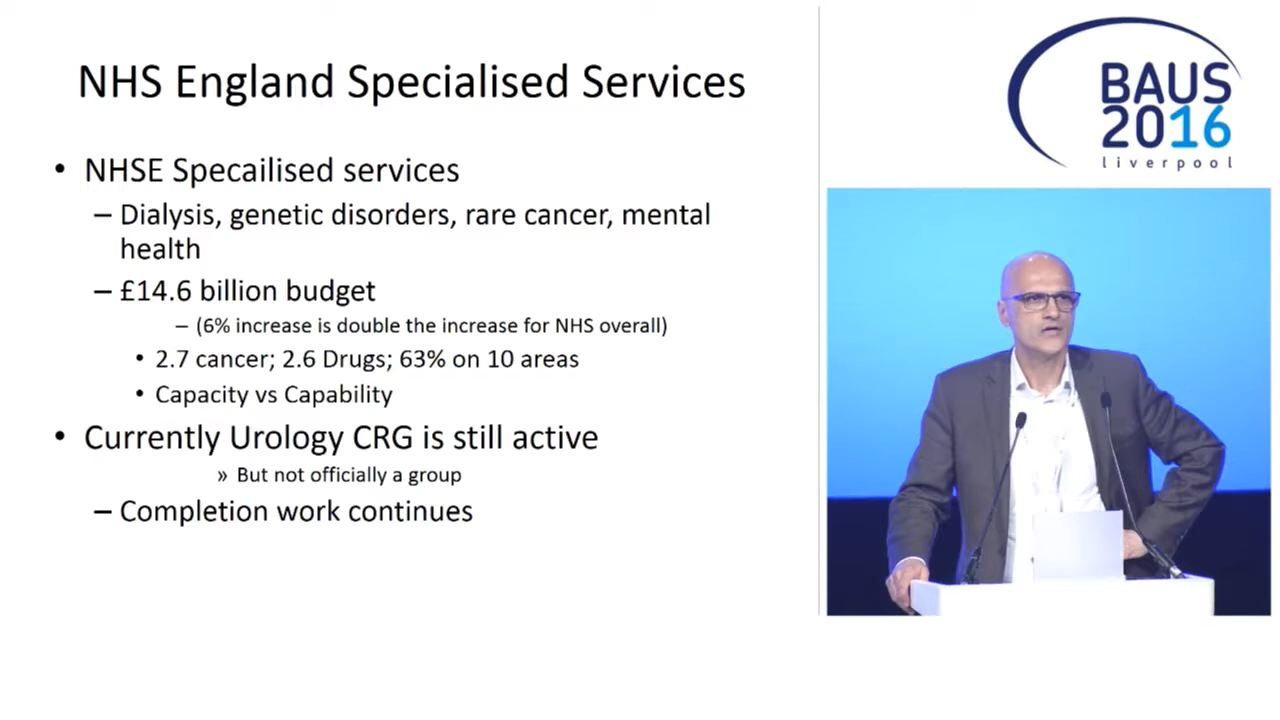 NHS England Specialised Services
• NHSE Specailised services
– Dialysis, genetic disorders, rare cancer, mental
health
– £14.6 billion budget
– (6% increase is double the increase for NHS overall)
• 2.7 cancer; 2.6 Drugs; 63% on 10 areas
• Capacity vs Capability
• Currently Urology CRG is still active
» But not officially a group
– Completion work continues
BAUS
2016
liverpool